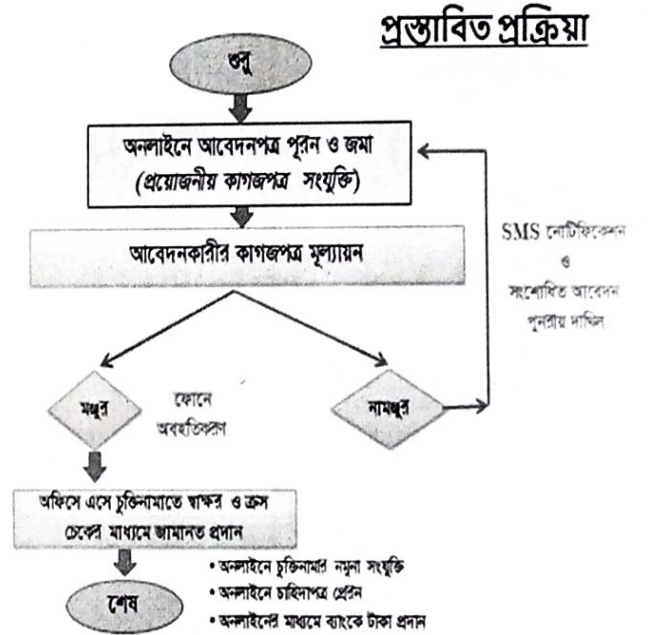 প্রস্তাবিত প্রক্রিয়া
শুরু
অনলাইনে আবেদনপত্র পূরন ও জমা
(প্রয়োজনীয় কাগজপত্র সংযুক্তি)
আবেদনকারীর কাগজপত্র মূল্যায়ন
SMS নোটিফিকেশন
ও
সংশোধিত আবেদন
পুনরায় দাখিল
মঞ্জুর
ফোনে
অবহতিকরণ
নামঞ্জুর
অফিসে এসে চুক্তিনামাতে স্বাক্ষর ও ক্রস
চেকের মাধ্যমে জামানত প্রদান
শেষ
• অনলাইনে চুক্তিনামার নমুনা সংযুক্তি
• অনলাইনে চাহিদাপত্র প্রেরন
• অনলাইনের মাধ্যমে ব্যাংকে টাকা প্রদান